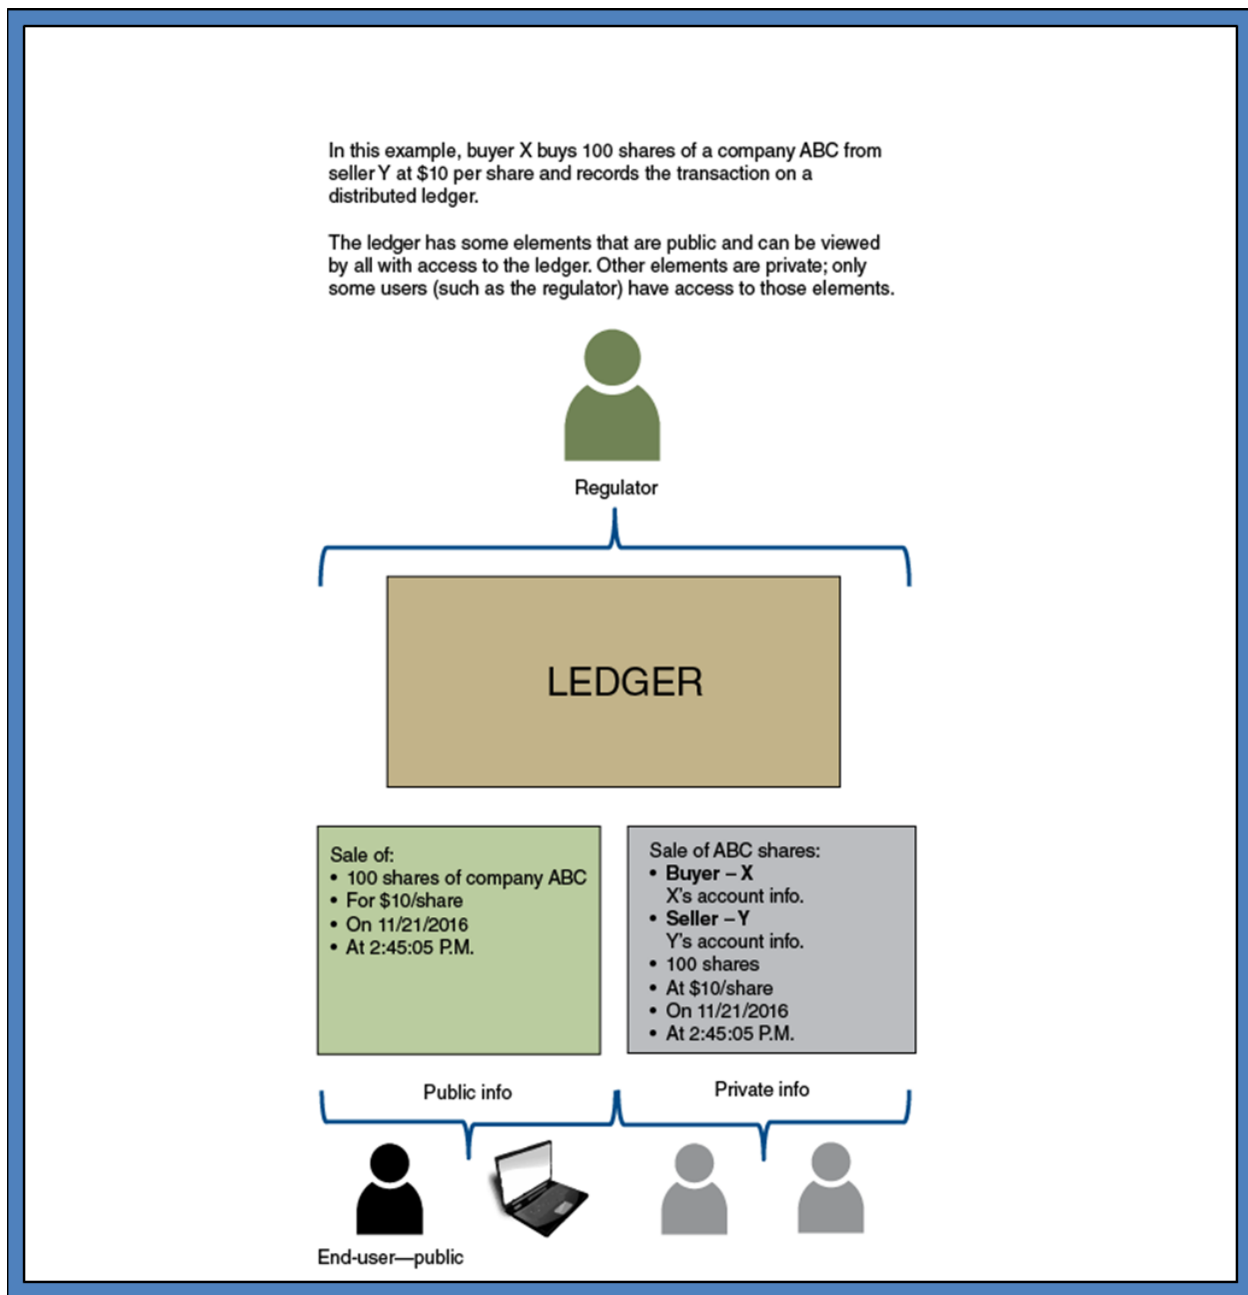 In this example, buyer X buys 100 shares of a company ABC from
seller Y at $10 per share and records the transaction on a
distributed ledger.
The ledger has some elements that are public and can be viewed
by all with access to the ledger. Other elements are private; only
some users (such as the regulator) have access to those elements.
Regulator
LEDGER
Sale of:
• 100 shares of company ABC
• For $10/share
• On 11/21/2016
• At 2:45:05 P.M.
Sale of ABC shares:
• Buyer – X
X's account info.
• Seller – Y
Y's account info.
• 100 shares
• At $10/share
• On 11/21/2016
• At 2:45:05 P.M.
Public info
Private info
End-user—public